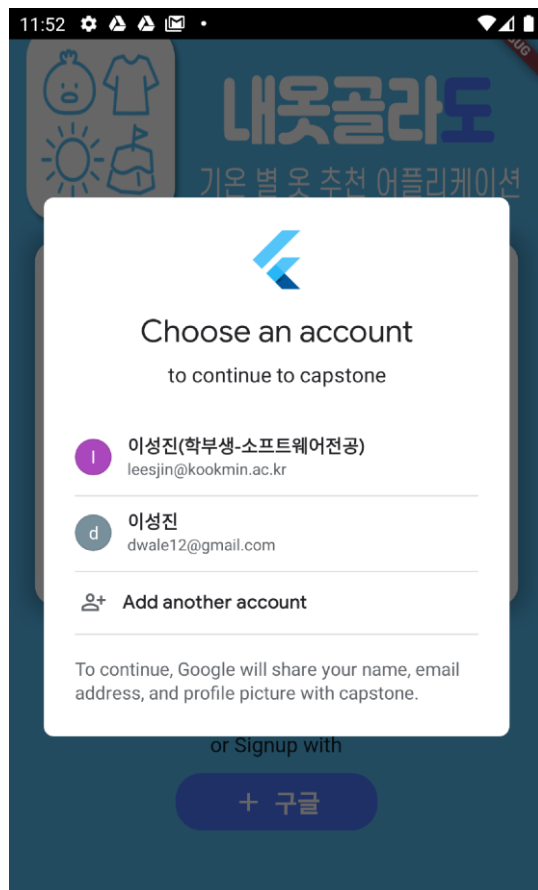 11:52
내옷골라도
기온 별 옷 추천 어플리케이션
Choose an account
to continue to capstone
l
이성진(학부생-소프트웨어전공)
leesjin@kookmin.ac.kr
d
이성진
dwale12@gmail.com
Add another account
To continue, Google will share your name, email
address, and profile picture with capstone.
or Signup with
+ 구글